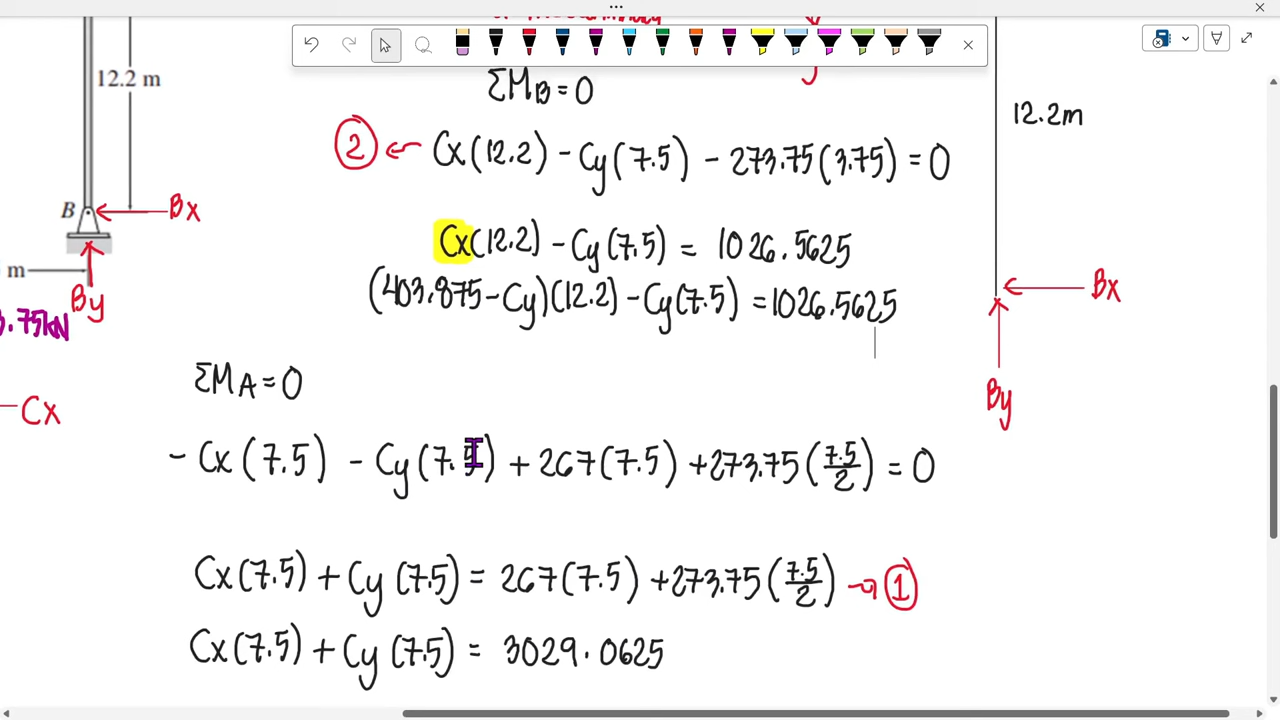 12.2 m
B
Bx
m
By
3.75kN
Cx
ΣMB=0
② ← Cx(12.2) - Cy(7.5) - 273.75(3.75) = 0
Cx(12.2) - Cy(7.5) = 1026.5625
(403.875-Cy)(12.2) - Cy(7.5) = 1026.5625
12.2m
Bx
By
ΣMA=0
- Cx(7.5) - Cy(7.5) + 267(7.5) + 273.75(7.5/2) = 0
Cx(7.5) + Cy(7.5) = 267(7.5) + 273.75(7.5/2) → ①
Cx(7.5) + Cy(7.5) = 3029.0625